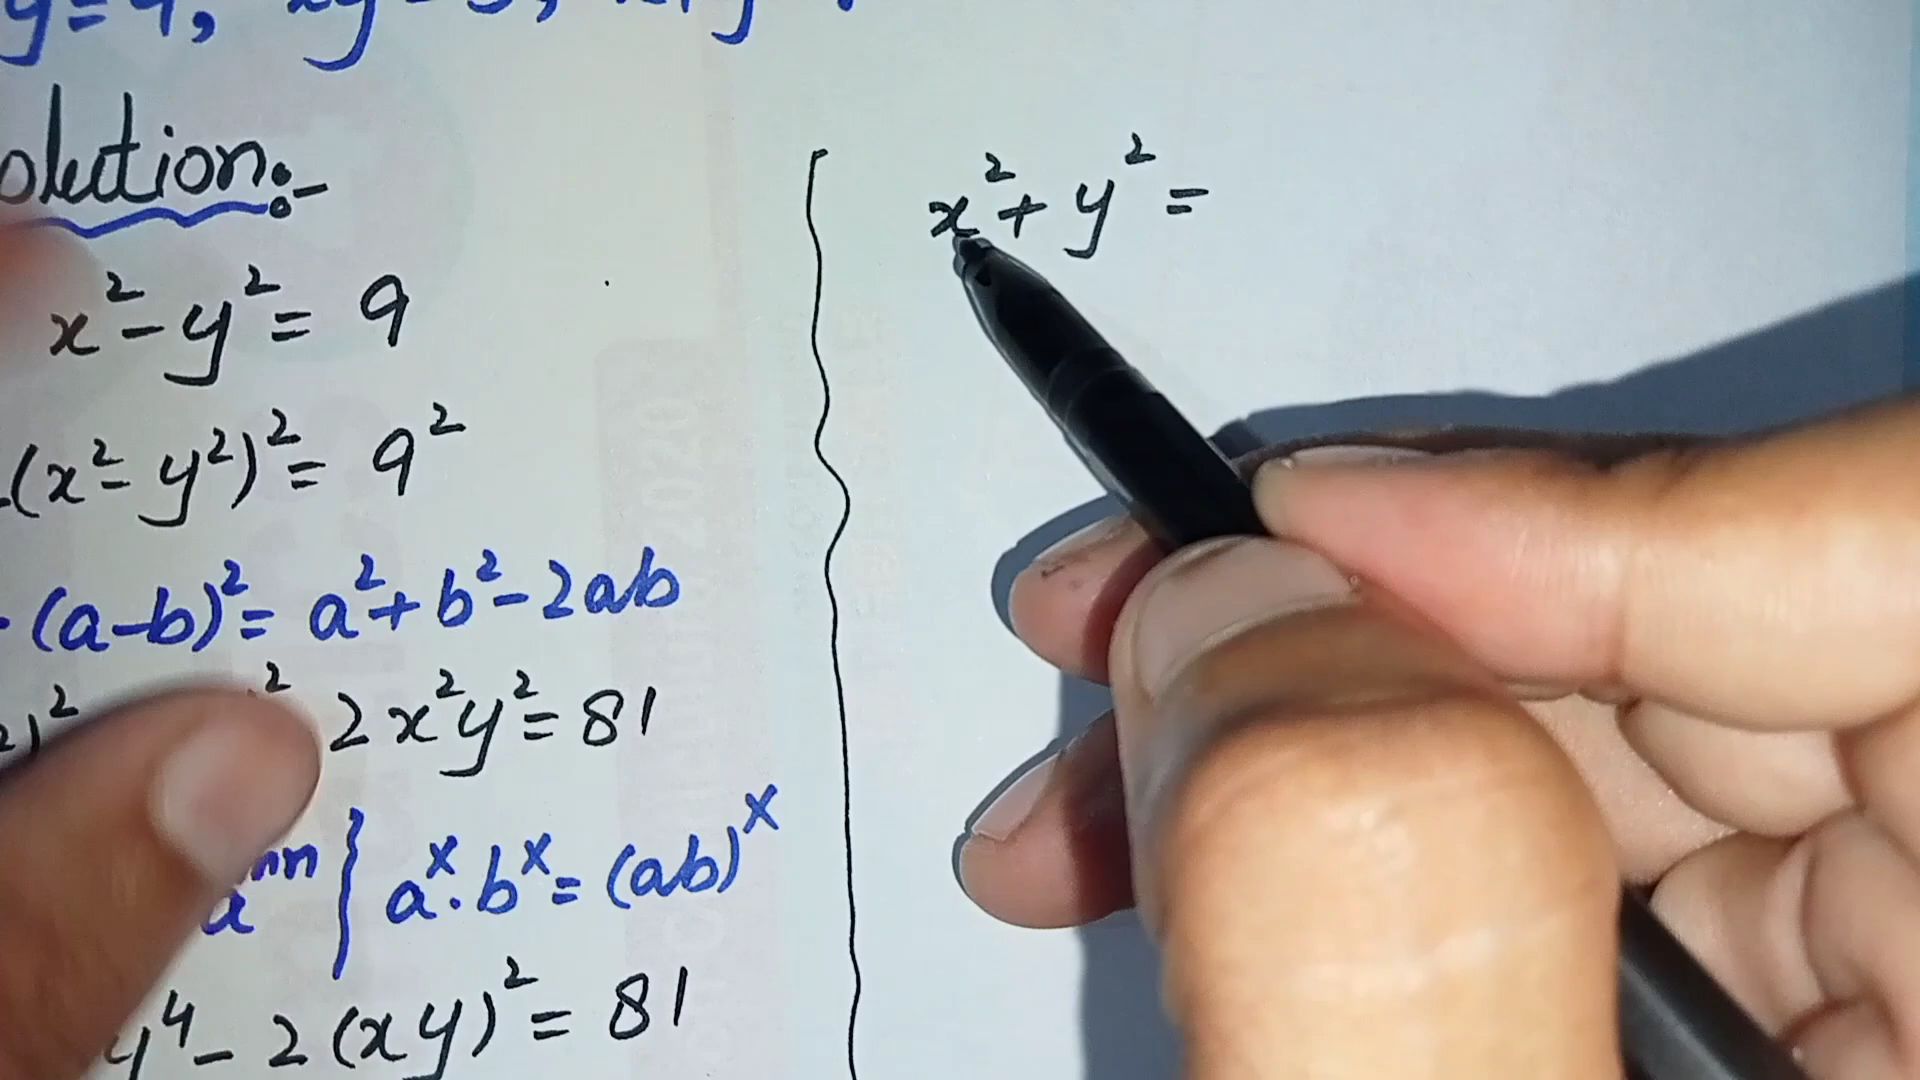 olution:-
x² - y² = 9
(x² - y²)² = 9²
(a-b)² = a² + b² - 2ab
2x²y² = 81
a^mn } a^x · b^x = (ab)^x
y⁴ - 2(xy)² = 81
x² + y² =